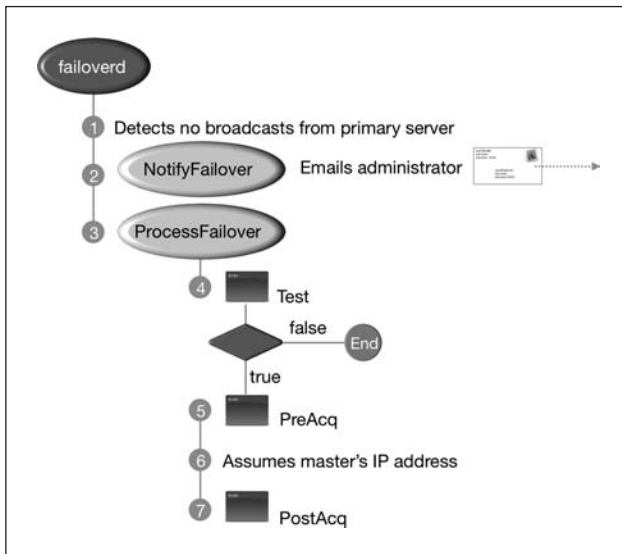 failoverd
1 Detects no broadcasts from primary server
2 NotifyFailover Emails administrator
3 ProcessFailover
4 Test
false End
true
5 PreAcq
6 Assumes master's IP address
7 PostAcq